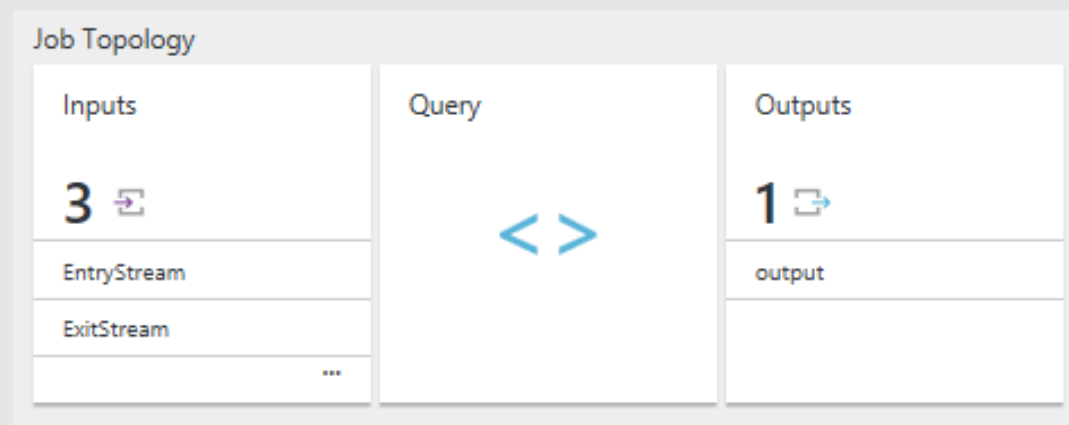 Job Topology
Inputs
3
EntryStream
ExitStream
...
Query
< >
Outputs
1
output